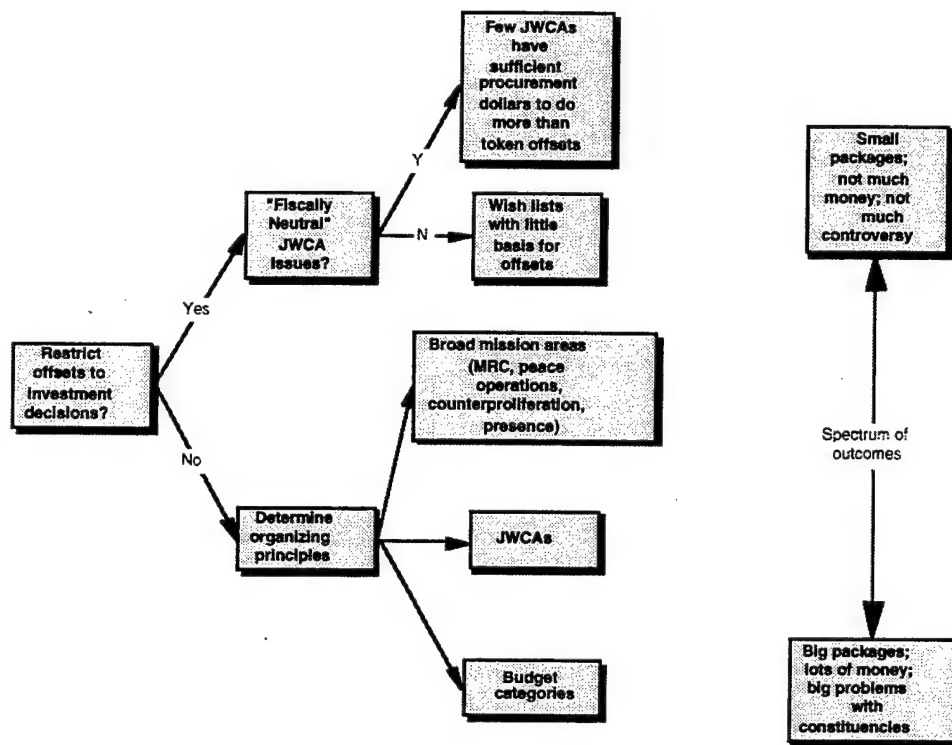 Few JWCAs
have
sufficient
procurement
dollars to do
more than
token offsets
Y
"Fiscally
Neutral"
JWCA
Issues?
N
Wish lists
with little
basis for
offsets
Yes
Restrict
offsets to
investment
decisions?
No
Broad mission areas
(MRC, peace
operations,
counterproliferation,
presence)
Determine
organizing
principles
JWCAs
Budget
categories
Small
packages;
not much
money; not
much
controversy
Spectrum of
outcomes
Big packages;
lots of money;
big problems
with
constituencies